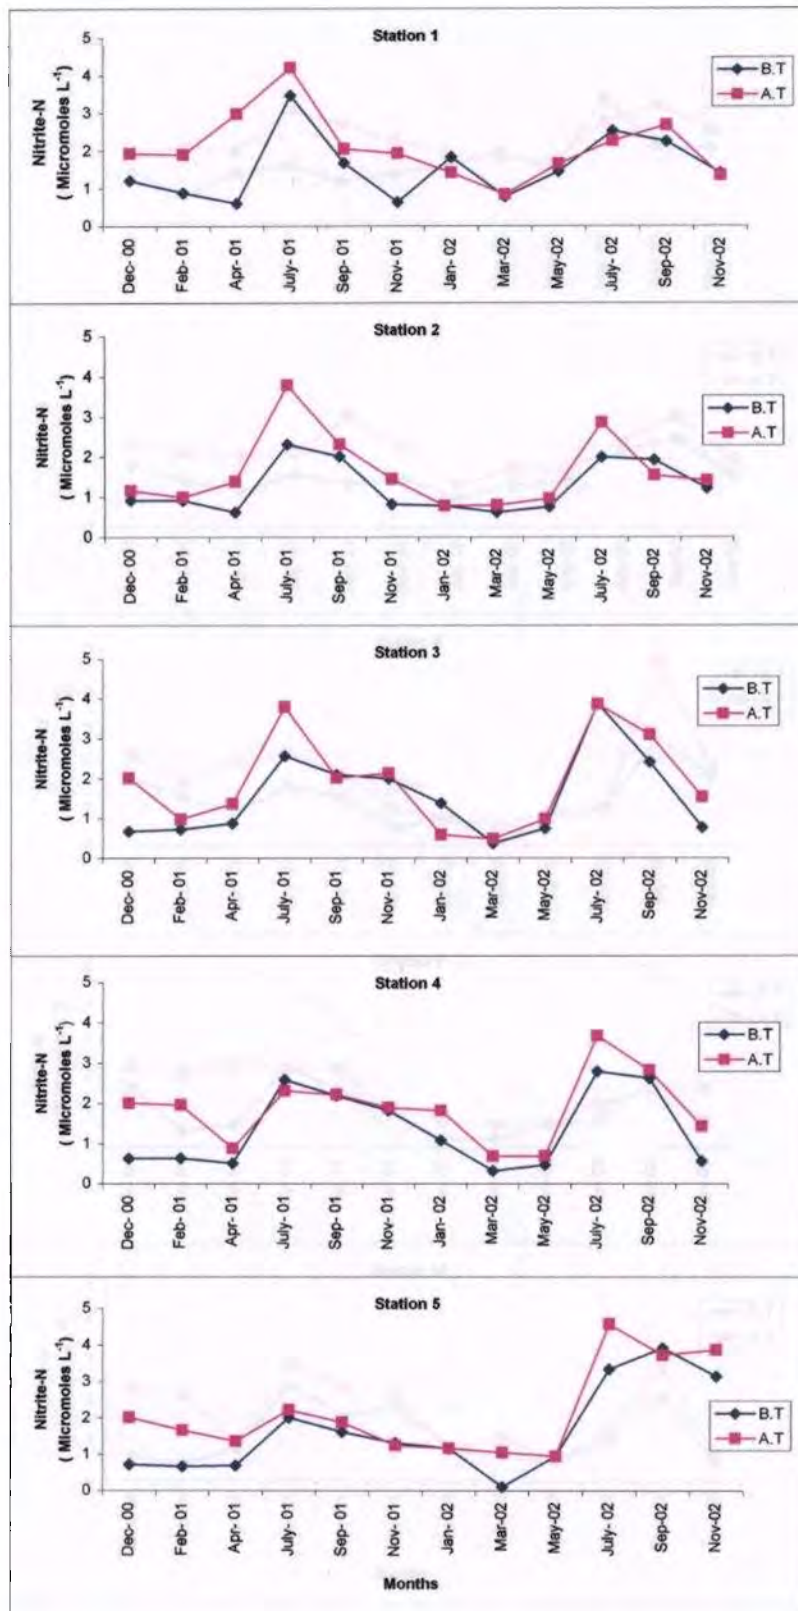 Station 1
Nitrite-N
( Micromoles L⁻¹)
5
4
3
2
1
0
B.T
A.T
Dec- 00
Feb- 01
Apr- 01
July- 01
Sep- 01
Nov- 01
Jan- 02
Mar-02
May-02
July- 02
Sep-02
Nov-02
Station 2
Nitrite-N
( Micromoles L⁻¹)
5
4
3
2
1
0
B.T
A.T
Dec- 00
Feb- 01
Apr- 01
July- 01
Sep- 01
Nov- 01
Jan- 02
Mar-02
May-02
July- 02
Sep-02
Nov-02
Station 3
Nitrite-N
( Micromoles L⁻¹)
5
4
3
2
1
0
B.T
A.T
Dec- 00
Feb- 01
Apr- 01
July- 01
Sep- 01
Nov- 01
Jan- 02
Mar-02
May-02
July- 02
Sep-02
Nov-02
Station 4
Nitrite-N
( Micromoles L⁻¹)
5
4
3
2
1
0
B.T
A.T
Dec- 00
Feb- 01
Apr- 01
July- 01
Sep- 01
Nov- 01
Jan- 02
Mar-02
May-02
July- 02
Sep-02
Nov-02
Station 5
Nitrite-N
( Micromoles L⁻¹)
5
4
3
2
1
0
B.T
A.T
Dec- 00
Feb- 01
Apr- 01
July- 01
Sep- 01
Nov- 01
Jan- 02
Mar-02
May-02
July- 02
Sep-02
Nov-02
Months